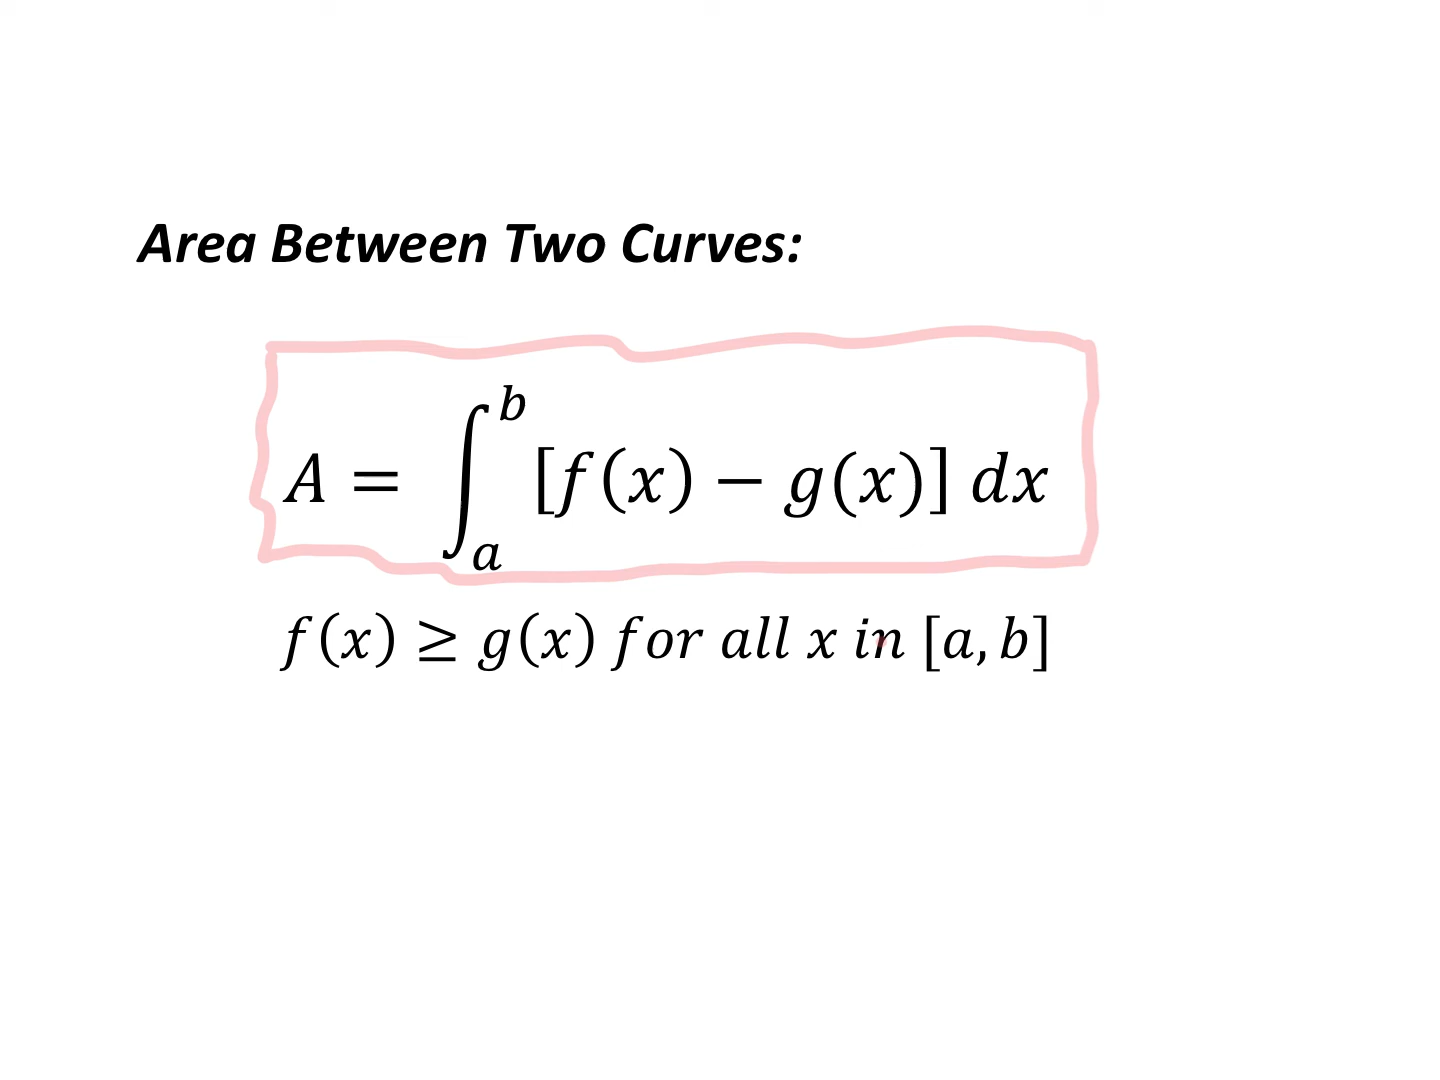 Area Between Two Curves:
A = ∫_a^b [f(x) − g(x)] dx
f(x) ≥ g(x) for all x in [a, b]